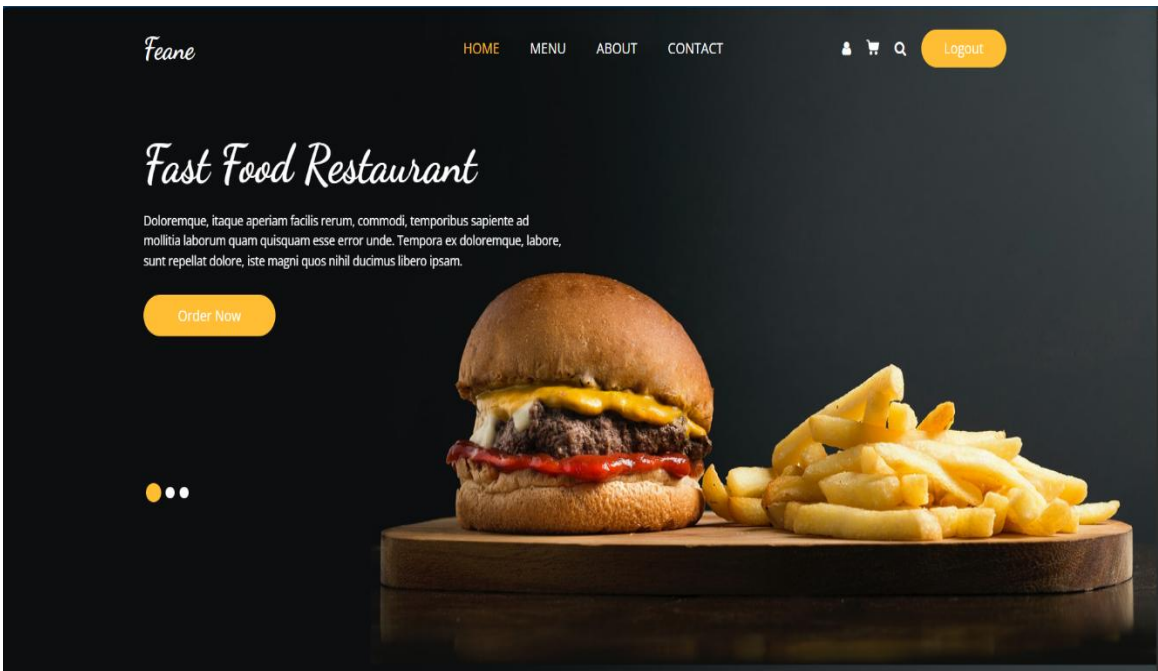 Feane
HOME MENU ABOUT CONTACT Logout
Fast Food Restaurant
Doloremque, itaque aperiam facilis rerum, commodi, temporibus sapiente ad
mollitia laborum quam quisquam esse error unde. Tempora ex doloremque, labore,
sunt repellat dolore, iste magni quos nihil ducimus libero ipsam.
Order Now